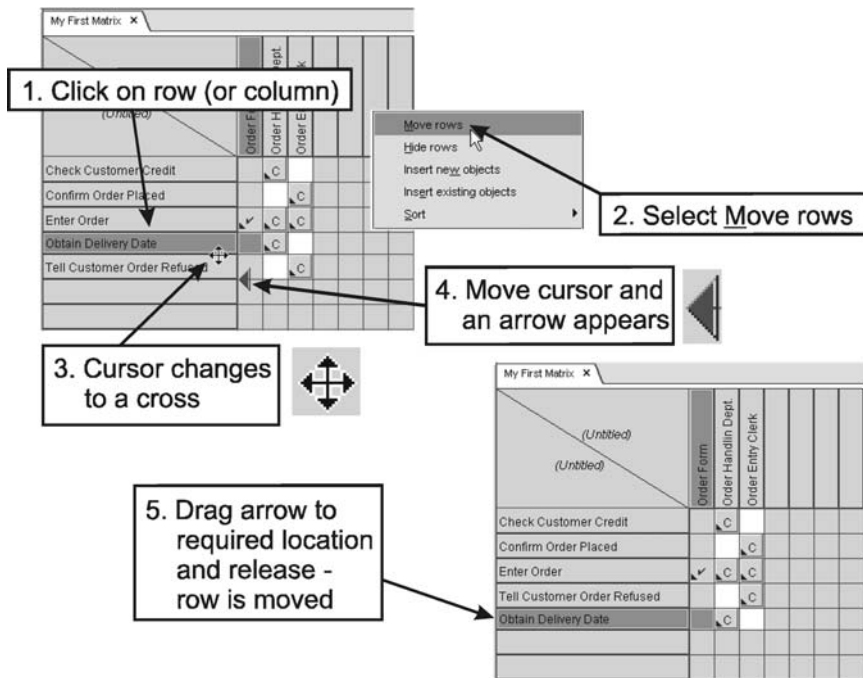 My First Matrix ×
1. Click on row (or column)
(Untitled)
Order H
Dept.
Order E
Check Customer Credit
C
Confirm Order Placed
C
Enter Order
✔ C C
Obtain Delivery Date
C
Tell Customer Order Refused
C
Move rows
Hide rows
Insert new objects
Insert existing objects
Sort
2. Select Move rows
3. Cursor changes
to a cross
4. Move cursor and
an arrow appears
5. Drag arrow to
required location
and release -
row is moved
My First Matrix ×
(Untitled)
(Untitled)
Order Form
Order Handlin Dept.
Order Entry Clerk
Check Customer Credit
C
Confirm Order Placed
C
Enter Order
✔ C C
Tell Customer Order Refused
C
Obtain Delivery Date
C